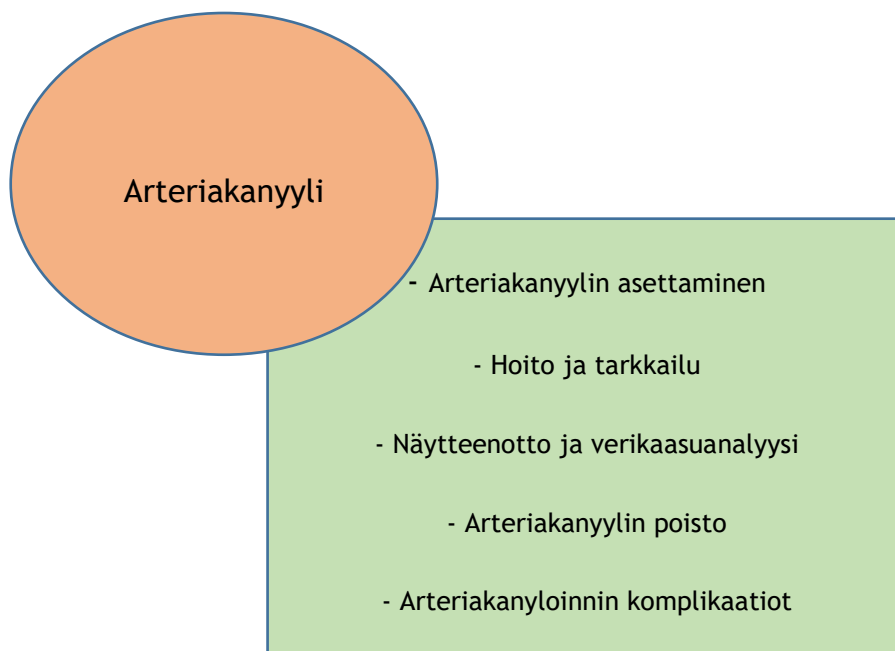 Arteriakanyyli
- Arteriakanyylin asettaminen
- Hoito ja tarkkailu
- Näytteenotto ja verikaasuanalyysi
- Arteriakanyylin poisto
- Arteriakanyloinnin komplikaatiot